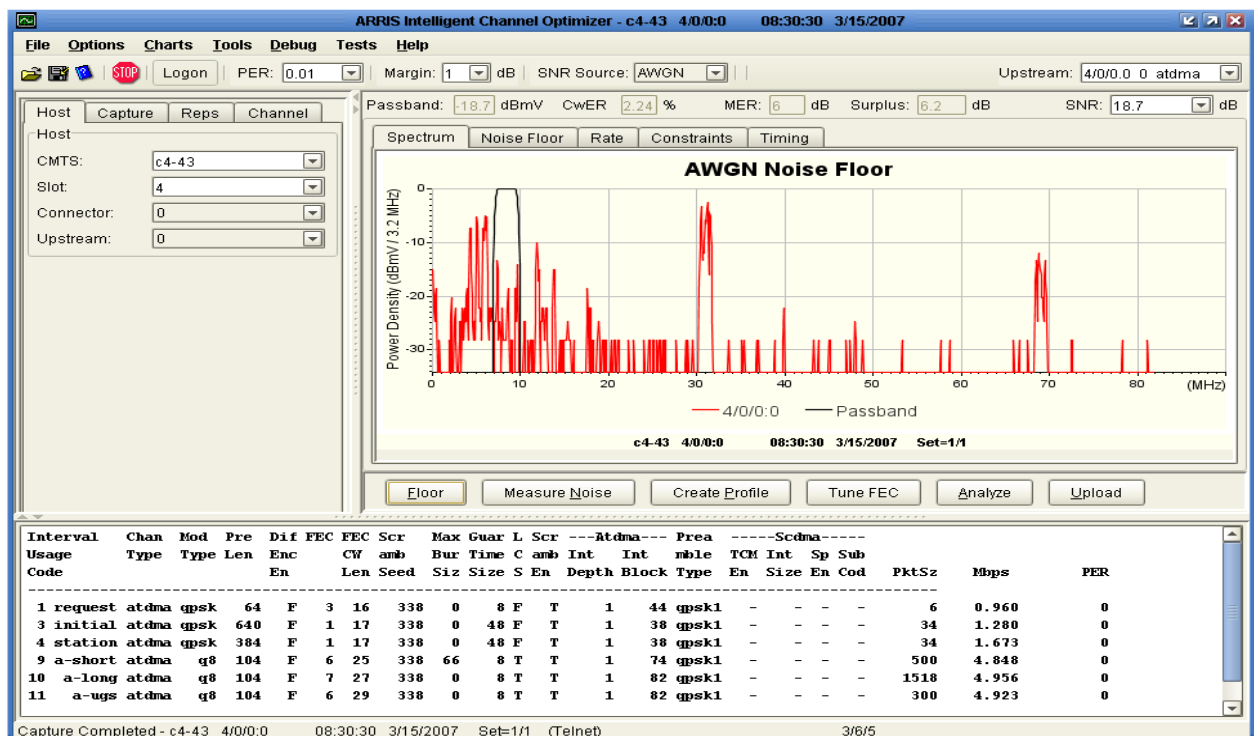 ARRIS Intelligent Channel Optimizer - c4-43 4/0/0:0 08:30:30 3/15/2007
File Options Charts Tools Debug Tests Help
STOP Logon PER: 0.01 Margin: 1 dB SNR Source: AWGN Upstream: 4/0/0.0 0 atdma
Host Capture Reps Channel
Host
CMTS: c4-43
Slot: 4
Connector: 0
Upstream: 0
Passband: -18.7 dBmV CwER 2.24 % MER: 6 dB Surplus: 6.2 dB SNR: 18.7 dB
Spectrum Noise Floor Rate Constraints Timing
AWGN Noise Floor
Power Density (dBmV / 3.2 MHz)
0
-10
-20
-30
0 10 20 30 40 50 60 70 80 (MHz)
4/0/0:0 Passband
c4-43 4/0/0:0 08:30:30 3/15/2007 Set=1/1
Floor Measure Noise Create Profile Tune FEC Analyze Upload
Interval Chan Mod Pre Dif FEC FEC Scr Max Guar L Scr ---Atdma--- Prea -----Scdma-----
Usage Type Type Len Enc CW amb Bur Time C amb Int Int mble TCM Int Sp Sub
Code En Len Seed Siz Size S En Depth Block Type En Size En Cod PktSz Mbps PER
1 request atdma qpsk 64 F 3 16 338 0 8 F T 1 44 qpsk1 - - - - 6 0.960 0
3 initial atdma qpsk 640 F 1 17 338 0 48 F T 1 38 qpsk1 - - - - 34 1.280 0
4 station atdma qpsk 384 F 1 17 338 0 48 F T 1 38 qpsk1 - - - - 34 1.673 0
9 a-short atdma q8 104 F 6 25 338 66 8 T T 1 74 qpsk1 - - - - 500 4.848 0
10 a-long atdma q8 104 F 7 27 338 0 8 T T 1 82 qpsk1 - - - - 1518 4.956 0
11 a-ugs atdma q8 104 F 6 29 338 0 8 T T 1 82 qpsk1 - - - - 300 4.923 0
Capture Completed - c4-43 4/0/0:0 08:30:30 3/15/2007 Set=1/1 (Telnet) 3/6/5